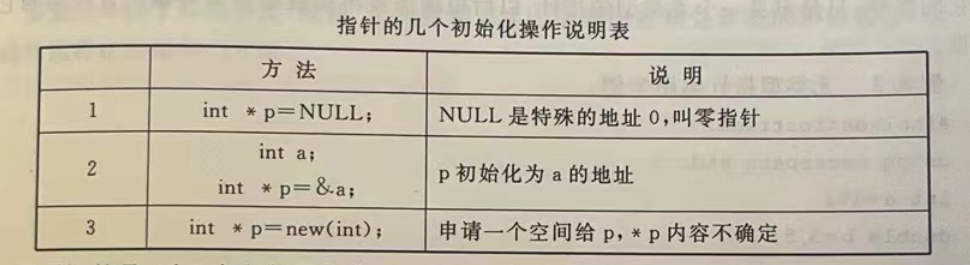 指针的几个初始化操作说明表
方 法 说 明
1 int * p=NULL; NULL 是特殊的地址 0,叫零指针
2 int a; int * p=&a; p 初始化为 a 的地址
3 int * p=new(int); 申请一个空间给 p, * p 内容不确定